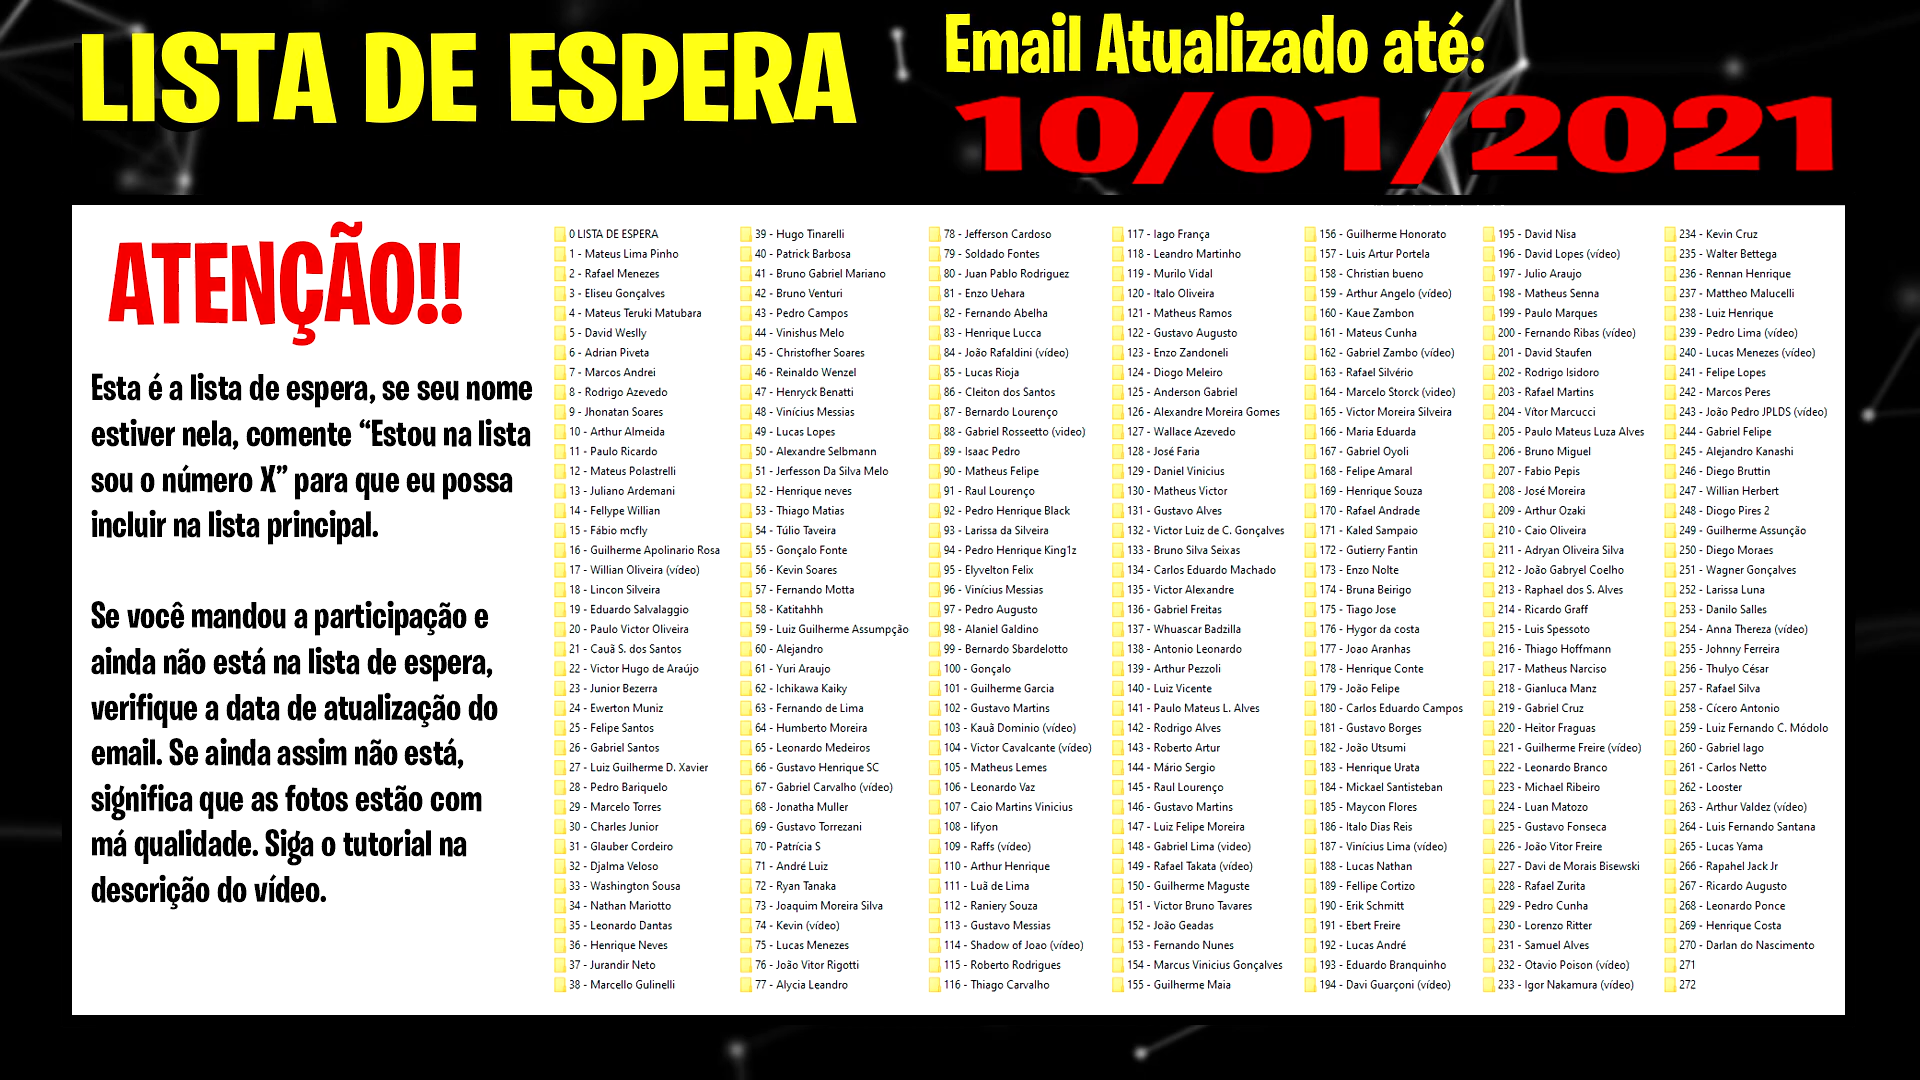 LISTA DE ESPERA
Email Atualizado até:
10/01/2021
ATENÇÃO!!
Esta é a lista de espera, se seu nome
estiver nela, comente “Estou na lista
sou o número X” para que eu possa
incluir na lista principal.
Se você mandou a participação e
ainda não está na lista de espera,
verifique a data de atualização do
email. Se ainda assim não está,
significa que as fotos estão com
má qualidade. Siga o tutorial na
descrição do vídeo.
0 LISTA DE ESPERA
1 - Mateus Lima Pinho
2 - Rafael Menezes
3 - Eliseu Gonçalves
4 - Mateus Teruki Matubara
5 - David Weslly
6 - Adrian Piveta
7 - Marcos Andrei
8 - Rodrigo Azevedo
9 - Jhonatan Soares
10 - Arthur Almeida
11 - Paulo Ricardo
12 - Mateus Polastrelli
13 - Juliano Ardemani
14 - Fellype Willian
15 - Fábio mcfly
16 - Guilherme Apolinario Rosa
17 - Willian Oliveira (vídeo)
18 - Lincon Silveira
19 - Eduardo Salvalaggio
20 - Paulo Victor Oliveira
21 - Cauã S. dos Santos
22 - Victor Hugo de Araújo
23 - Junior Bezerra
24 - Ewerton Muniz
25 - Felipe Santos
26 - Gabriel Santos
27 - Luiz Guilherme D. Xavier
28 - Pedro Bariquelo
29 - Marcelo Torres
30 - Charles Junior
31 - Glauber Cordeiro
32 - Djalma Veloso
33 - Washington Sousa
34 - Nathan Mariotto
35 - Leonardo Dantas
36 - Henrique Neves
37 - Jurandir Neto
38 - Marcello Gulinelli
39 - Hugo Tinarelli
40 - Patrick Barbosa
41 - Bruno Gabriel Mariano
42 - Bruno Venturi
43 - Pedro Campos
44 - Vinishus Melo
45 - Christofher Soares
46 - Reinaldo Wenzel
47 - Henryck Benatti
48 - Vinícius Messias
49 - Lucas Lopes
50 - Alexandre Selbmann
51 - Jerfesson Da Silva Melo
52 - Henrique neves
53 - Thiago Matias
54 - Túlio Taveira
55 - Gonçalo Fonte
56 - Kevin Soares
57 - Fernando Motta
58 - Katitahhh
59 - Luiz Guilherme Assumpção
60 - Alejandro
61 - Yuri Araujo
62 - Ichikawa Kaiky
63 - Fernando de Lima
64 - Humberto Moreira
65 - Leonardo Medeiros
66 - Gustavo Henrique SC
67 - Gabriel Carvalho (vídeo)
68 - Jonatha Muller
69 - Gustavo Torrezani
70 - Patrícia S
71 - André Luiz
72 - Ryan Tanaka
73 - Joaquim Moreira Silva
74 - Kevin (vídeo)
75 - Lucas Menezes
76 - João Vitor Rigotti
77 - Alycia Leandro
78 - Jefferson Cardoso
79 - Soldado Fontes
80 - Juan Pablo Rodriguez
81 - Enzo Uehara
82 - Fernando Abelha
83 - Henrique Lucca
84 - João Rafaldini (vídeo)
85 - Lucas Rioja
86 - Cleiton dos Santos
87 - Bernardo Lourenço
88 - Gabriel Rosseetto (video)
89 - Isaac Pedro
90 - Matheus Felipe
91 - Raul Lourenço
92 - Pedro Henrique Black
93 - Larissa da Silveira
94 - Pedro Henrique King1z
95 - Elyvelton Felix
96 - Vinícius Messias
97 - Pedro Augusto
98 - Alaniel Galdino
99 - Bernardo Sbardelotto
100 - Gonçalo
101 - Guilherme Garcia
102 - Gustavo Martins
103 - Kauã Dominio (vídeo)
104 - Victor Cavalcante (vídeo)
105 - Matheus Lemes
106 - Leonardo Vaz
107 - Caio Martins Vinicius
108 - lifyon
109 - Raffs (vídeo)
110 - Arthur Henrique
111 - Luã de Lima
112 - Raniery Souza
113 - Gustavo Messias
114 - Shadow of Joao (vídeo)
115 - Roberto Rodrigues
116 - Thiago Carvalho
117 - Iago França
118 - Leandro Martinho
119 - Murilo Vidal
120 - Italo Oliveira
121 - Matheus Ramos
122 - Gustavo Augusto
123 - Enzo Zandoneli
124 - Diogo Meleiro
125 - Anderson Gabriel
126 - Alexandre Moreira Gomes
127 - Wallace Azevedo
128 - José Faria
129 - Daniel Vinicius
130 - Matheus Victor
131 - Gustavo Alves
132 - Victor Luiz de C. Gonçalves
133 - Bruno Silva Seixas
134 - Carlos Eduardo Machado
135 - Victor Alexandre
136 - Gabriel Freitas
137 - Whuascar Badzilla
138 - Antonio Leonardo
139 - Arthur Pezzoli
140 - Luiz Vicente
141 - Paulo Mateus L. Alves
142 - Rodrigo Alves
143 - Roberto Artur
144 - Mário Sergio
145 - Raul Lourenço
146 - Gustavo Martins
147 - Luiz Felipe Moreira
148 - Gabriel Lima (video)
149 - Rafael Takata (vídeo)
150 - Guilherme Maguste
151 - Victor Bruno Tavares
152 - João Geadas
153 - Fernando Nunes
154 - Marcus Vinicius Gonçalves
155 - Guilherme Maia
156 - Guilherme Honorato
157 - Luis Artur Portela
158 - Christian bueno
159 - Arthur Angelo (vídeo)
160 - Kaue Zambon
161 - Mateus Cunha
162 - Gabriel Zambo (vídeo)
163 - Rafael Silvério
164 - Marcelo Storck (video)
165 - Victor Moreira Silveira
166 - Maria Eduarda
167 - Gabriel Oyoli
168 - Felipe Amaral
169 - Henrique Souza
170 - Rafael Andrade
171 - Kaled Sampaio
172 - Gutierry Fantin
173 - Enzo Nolte
174 - Bruna Beirigo
175 - Tiago Jose
176 - Hygor da costa
177 - Joao Aranhas
178 - Henrique Conte
179 - João Felipe
180 - Carlos Eduardo Campos
181 - Gustavo Borges
182 - João Utsumi
183 - Henrique Urata
184 - Mickael Santisteban
185 - Maycon Flores
186 - Italo Dias Reis
187 - Vinícius Lima (vídeo)
188 - Lucas Nathan
189 - Fellipe Cortizo
190 - Erik Schmitt
191 - Ebert Freire
192 - Lucas André
193 - Eduardo Branquinho
194 - Davi Guarçoni (vídeo)
195 - David Nisa
196 - David Lopes (vídeo)
197 - Julio Araujo
198 - Matheus Senna
199 - Paulo Marques
200 - Fernando Ribas (vídeo)
201 - David Staufen
202 - Rodrigo Isidoro
203 - Rafael Martins
204 - Vítor Marcucci
205 - Paulo Mateus Luza Alves
206 - Bruno Miguel
207 - Fabio Pepis
208 - José Moreira
209 - Arthur Ozaki
210 - Caio Oliveira
211 - Adryan Oliveira Silva
212 - João Gabryel Coelho
213 - Raphael dos S. Alves
214 - Ricardo Graff
215 - Luis Spessoto
216 - Thiago Hoffmann
217 - Matheus Narciso
218 - Gianluca Manz
219 - Gabriel Cruz
220 - Heitor Fraguas
221 - Guilherme Freire (vídeo)
222 - Leonardo Branco
223 - Michael Ribeiro
224 - Luan Matozo
225 - Gustavo Fonseca
226 - João Vitor Freire
227 - Davi de Morais Bisewski
228 - Rafael Zurita
229 - Pedro Cunha
230 - Lorenzo Ritter
231 - Samuel Alves
232 - Otavio Poison (vídeo)
233 - Igor Nakamura (vídeo)
234 - Kevin Cruz
235 - Walter Bettega
236 - Rennan Henrique
237 - Mattheo Malucelli
238 - Luiz Henrique
239 - Pedro Lima (vídeo)
240 - Lucas Menezes (vídeo)
241 - Felipe Lopes
242 - Marcos Peres
243 - João Pedro JPLDS (vídeo)
244 - Gabriel Felipe
245 - Alejandro Kanashi
246 - Diego Bruttin
247 - Willian Herbert
248 - Diogo Pires 2
249 - Guilherme Assunção
250 - Diego Moraes
251 - Wagner Gonçalves
252 - Larissa Luna
253 - Danilo Salles
254 - Anna Thereza (vídeo)
255 - Johnny Ferreira
256 - Thulyo César
257 - Rafael Silva
258 - Cícero Antonio
259 - Luiz Fernando C. Módolo
260 - Gabriel Iago
261 - Carlos Netto
262 - Looster
263 - Arthur Valdez (vídeo)
264 - Luis Fernando Santana
265 - Lucas Yama
266 - Rapahel Jack Jr
267 - Ricardo Augusto
268 - Leonardo Ponce
269 - Henrique Costa
270 - Darlan do Nascimento
271
272